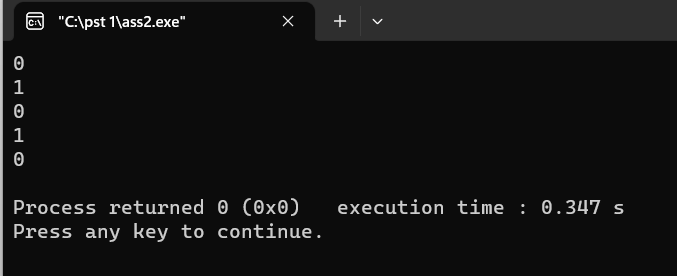 "C:\pst 1\ass2.exe"
0
1
0
1
0
Process returned 0 (0x0)   execution time : 0.347 s
Press any key to continue.